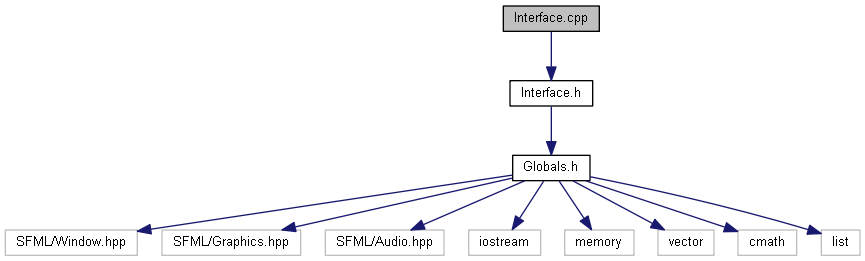 Interface.cpp
Interface.h
Globals.h
SFML/Window.hpp
SFML/Graphics.hpp
SFML/Audio.hpp
iostream
memory
vector
cmath
list